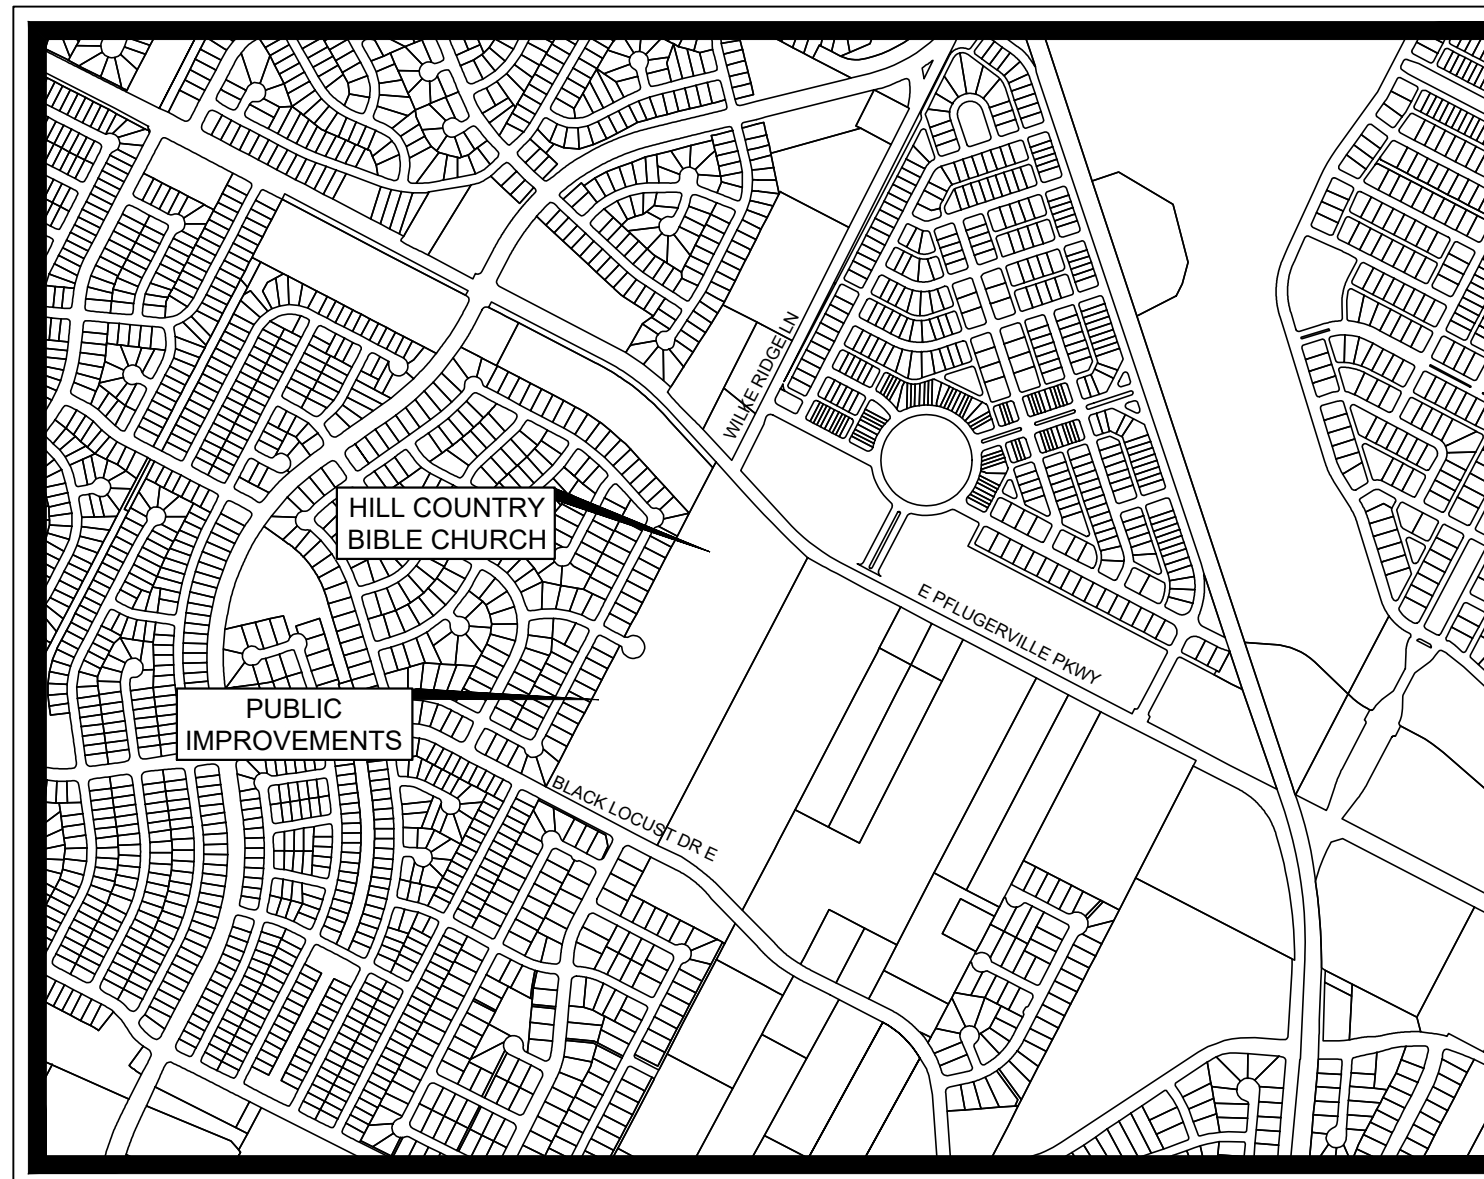 WILKE RIDGE LN
HILL COUNTRY
BIBLE CHURCH
E PFLUGERVILLE PKWY
PUBLIC
IMPROVEMENTS
BLACK LOCUST DR E